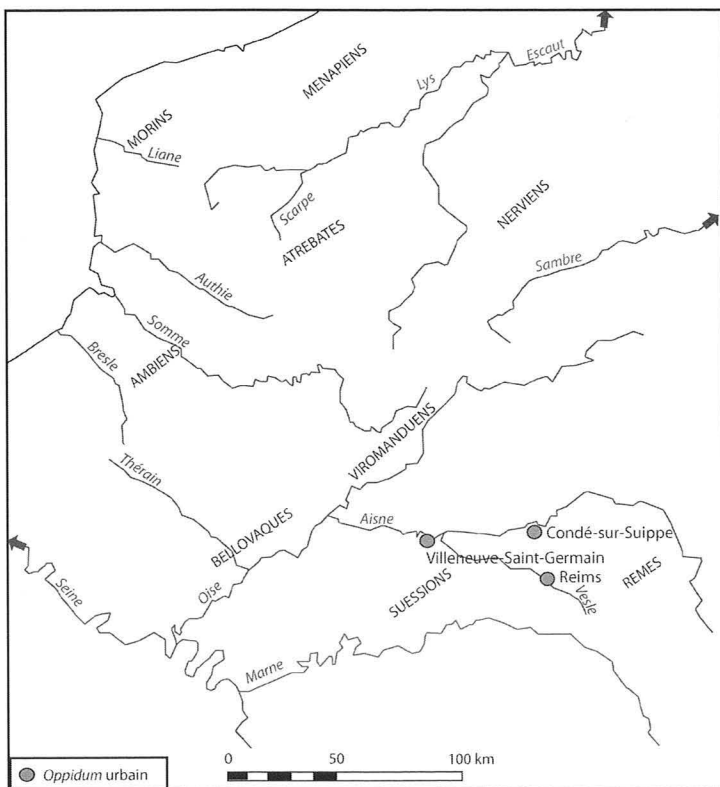 MENAPIENS
Escaut
Lys
MORINS
Liane
NERVIENS
Scarpe
ATREBATES
Sambre
Authie
Somme
Bresle
AMBIENS
VIROMANDUENS
Thérain
BELLOVAQUES
Aisne
Condé-sur-Suippe
Villeneuve-Saint-Germain
Reims
REMES
SUESSIONS
Vesle
Oise
Seine
Marne
Oppidum urbain
0 50 100 km